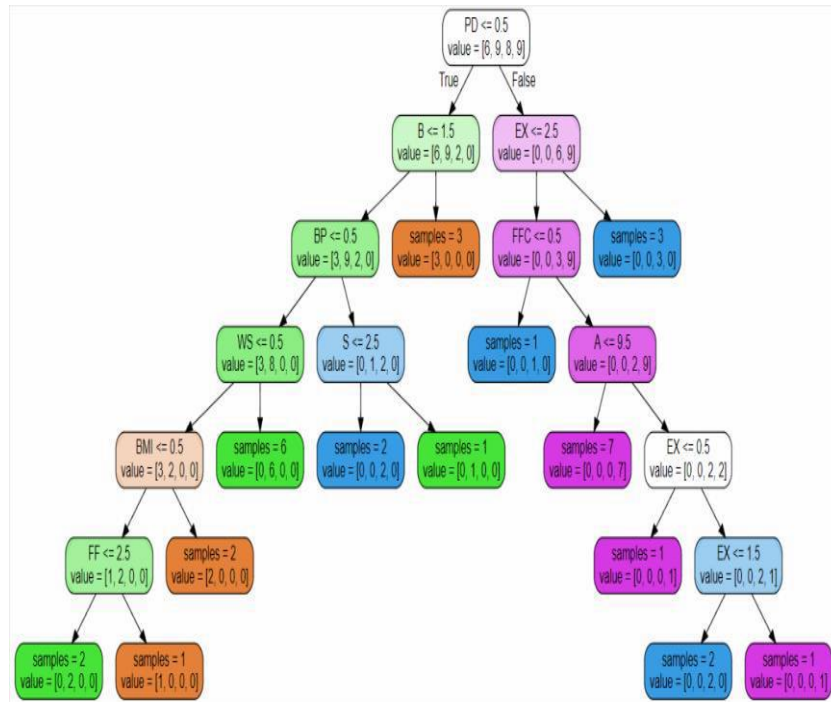 PD <= 0.5
value = [6, 9, 8, 9]
True
False
B <= 1.5
value = [6, 9, 2, 0]
EX <= 2.5
value = [0, 0, 6, 9]
BP <= 0.5
value = [3, 9, 2, 0]
samples = 3
value = [3, 0, 0, 0]
FFC <= 0.5
value = [0, 0, 3, 9]
samples = 3
value = [0, 0, 3, 0]
WS <= 0.5
value = [3, 8, 0, 0]
S <= 2.5
value = [0, 1, 2, 0]
samples = 1
value = [0, 0, 1, 0]
A <= 9.5
value = [0, 0, 2, 9]
BMI <= 0.5
value = [3, 2, 0, 0]
samples = 6
value = [0, 6, 0, 0]
samples = 2
value = [0, 0, 2, 0]
samples = 1
value = [0, 1, 0, 0]
samples = 7
value = [0, 0, 0, 7]
EX <= 0.5
value = [0, 0, 2, 2]
FF <= 2.5
value = [1, 2, 0, 0]
samples = 2
value = [2, 0, 0, 0]
samples = 1
value = [0, 0, 0, 1]
EX <= 1.5
value = [0, 0, 2, 1]
samples = 2
value = [0, 2, 0, 0]
samples = 1
value = [1, 0, 0, 0]
samples = 2
value = [0, 0, 2, 0]
samples = 1
value = [0, 0, 0, 1]